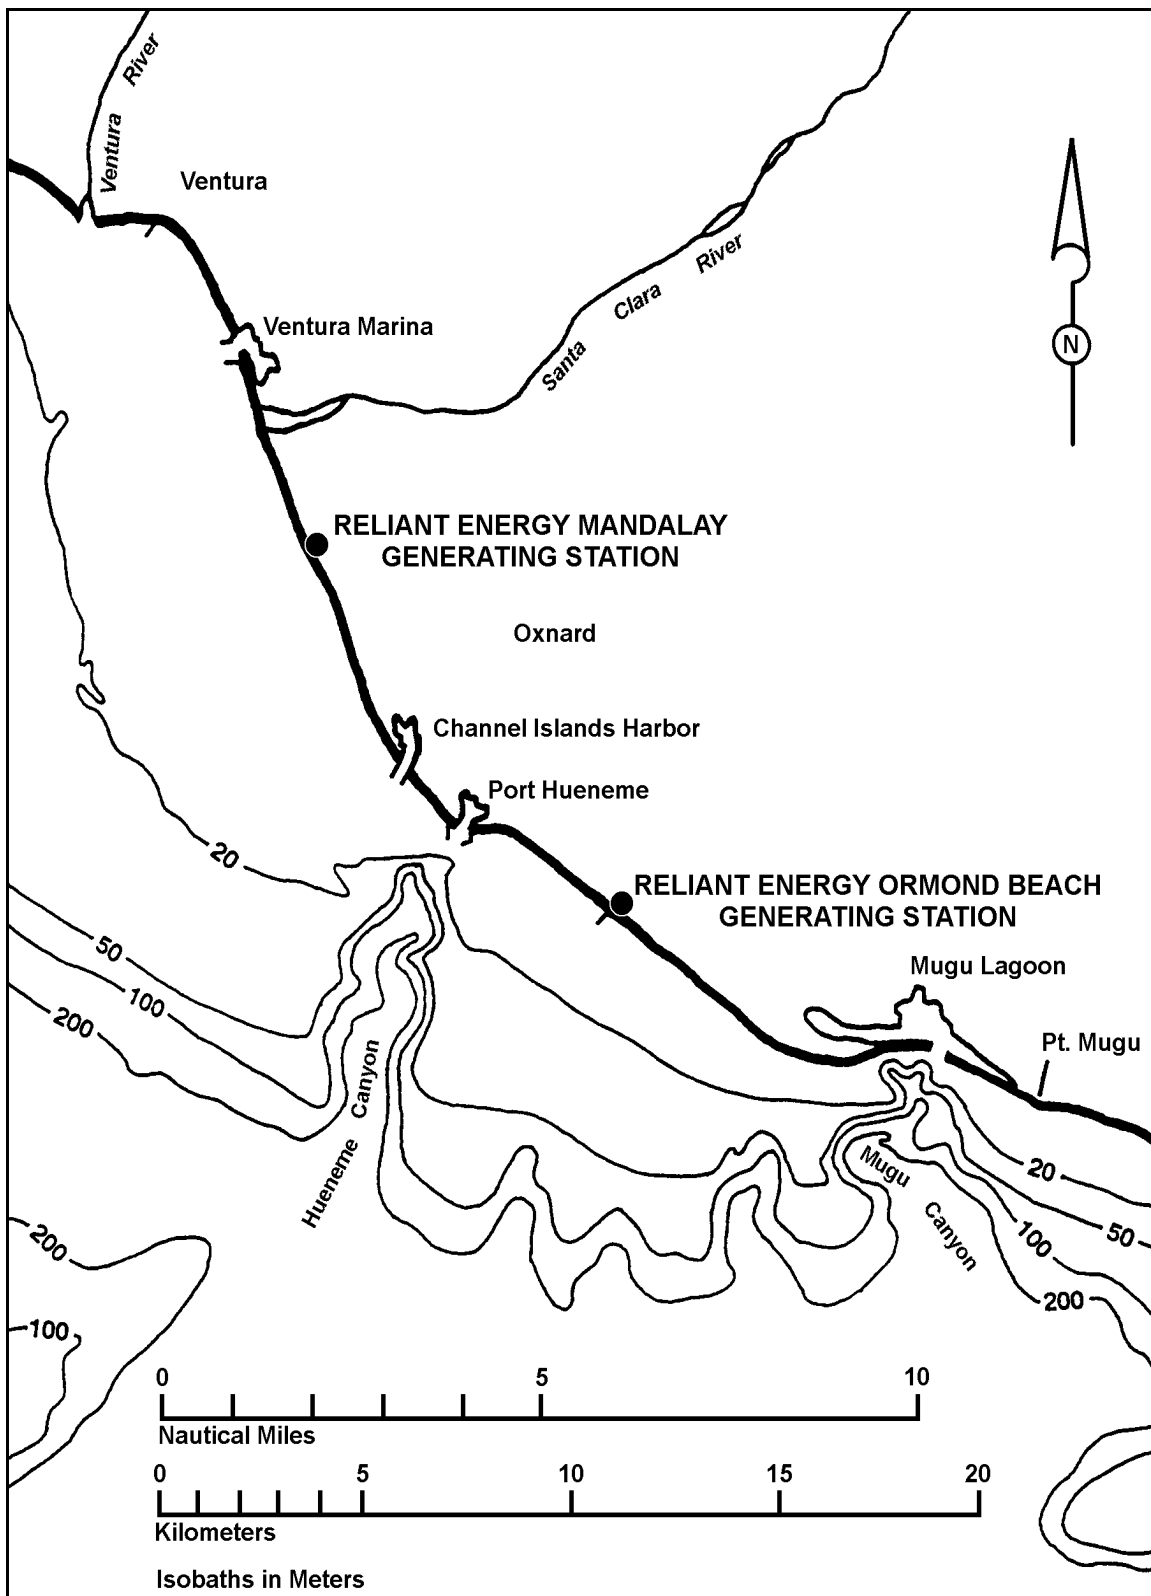 Ventura River
Ventura
Ventura Marina
Santa Clara River
N
RELIANT ENERGY MANDALAY
GENERATING STATION
Oxnard
Channel Islands Harbor
Port Hueneme
20
RELIANT ENERGY ORMOND BEACH
GENERATING STATION
50
Mugu Lagoon
100
200
Pt. Mugu
Hueneme Canyon
Mugu Canyon
20
50
100
200
200
100
0 5 10
Nautical Miles
0 5 10 15 20
Kilometers
Isobaths in Meters